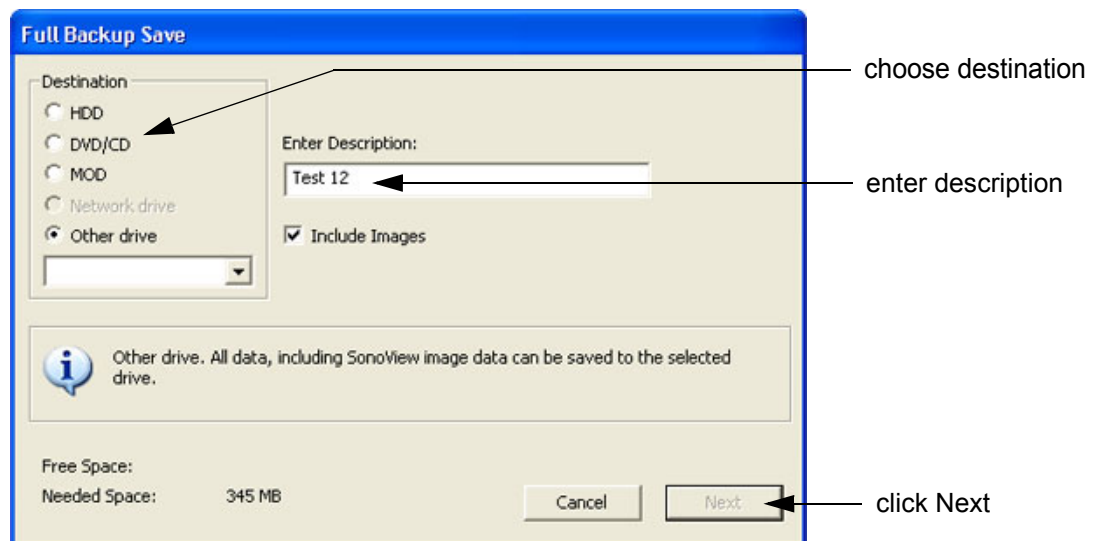 Full Backup Save
choose destination
Destination
HDD
DVD/CD
MOD
Network drive
Other drive
Enter Description:
Test 12
enter description
Include Images
Other drive. All data, including SonoView image data can be saved to the selected
drive.
Free Space:
Needed Space: 345 MB
Cancel
Next
click Next